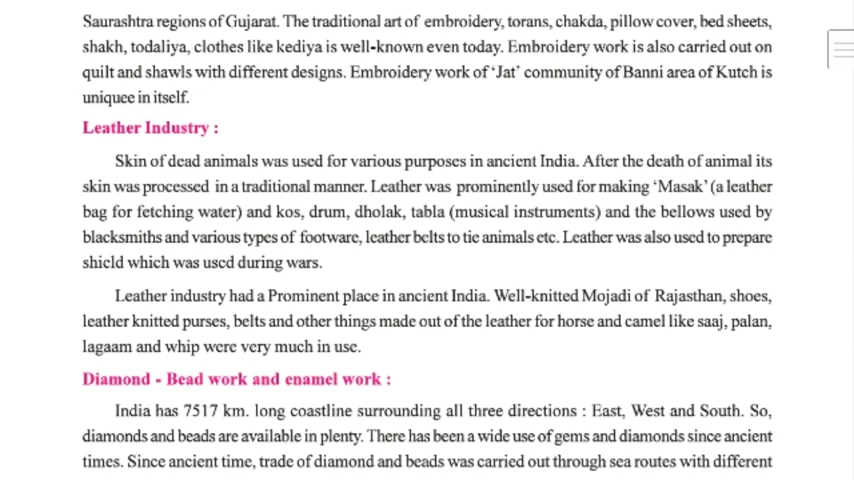 Saurashtra regions of Gujarat. The traditional art of embroidery, torans, chakda, pillow cover, bed sheets,
shakh, todaliya, clothes like kediya is well-known even today. Embroidery work is also carried out on
quilt and shawls with different designs. Embroidery work of ‘Jat’ community of Banni area of Kutch is
uniquee in itself.
Leather Industry :
Skin of dead animals was used for various purposes in ancient India. After the death of animal its
skin was processed in a traditional manner. Leather was prominently used for making ‘Masak’ (a leather
bag for fetching water) and kos, drum, dholak, tabla (musical instruments) and the bellows used by
blacksmiths and various types of footware, leather belts to tie animals etc. Leather was also used to prepare
shield which was used during wars.
Leather industry had a Prominent place in ancient India. Well-knitted Mojadi of Rajasthan, shoes,
leather knitted purses, belts and other things made out of the leather for horse and camel like saaj, palan,
lagaam and whip were very much in use.
Diamond - Bead work and enamel work :
India has 7517 km. long coastline surrounding all three directions : East, West and South. So,
diamonds and beads are available in plenty. There has been a wide use of gems and diamonds since ancient
times. Since ancient time, trade of diamond and beads was carried out through sea routes with different